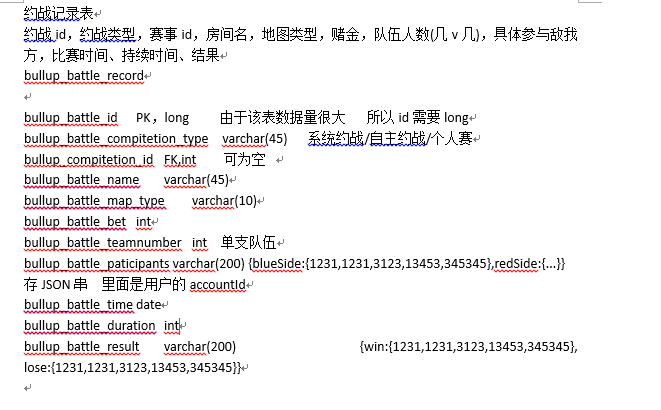 约战记录表
约战 id，约战类型，赛事 id，房间名，地图类型，赌金，队伍人数(几 v 几)，具体参与敌我
方，比赛时间、持续时间、结果
bullup_battle_record
bullup_battle_id PK，long 由于该表数据量很大 所以 id 需要 long
bullup_battle_compitetion_type varchar(45) 系统约战/自主约战/个人赛
bullup_compitetion_id FK,int 可为空
bullup_battle_name varchar(45)
bullup_battle_map_type varchar(10)
bullup_battle_bet int
bullup_battle_teamnumber int 单支队伍
bullup_battle_paticipants varchar(200) {blueSide:{1231,1231,3123,13453,345345},redSide:{...}}
存 JSON 串 里面是用户的 accountId
bullup_battle_time date
bullup_battle_duration int
bullup_battle_result varchar(200) {win:{1231,1231,3123,13453,345345},
lose:{1231,1231,3123,13453,345345}}